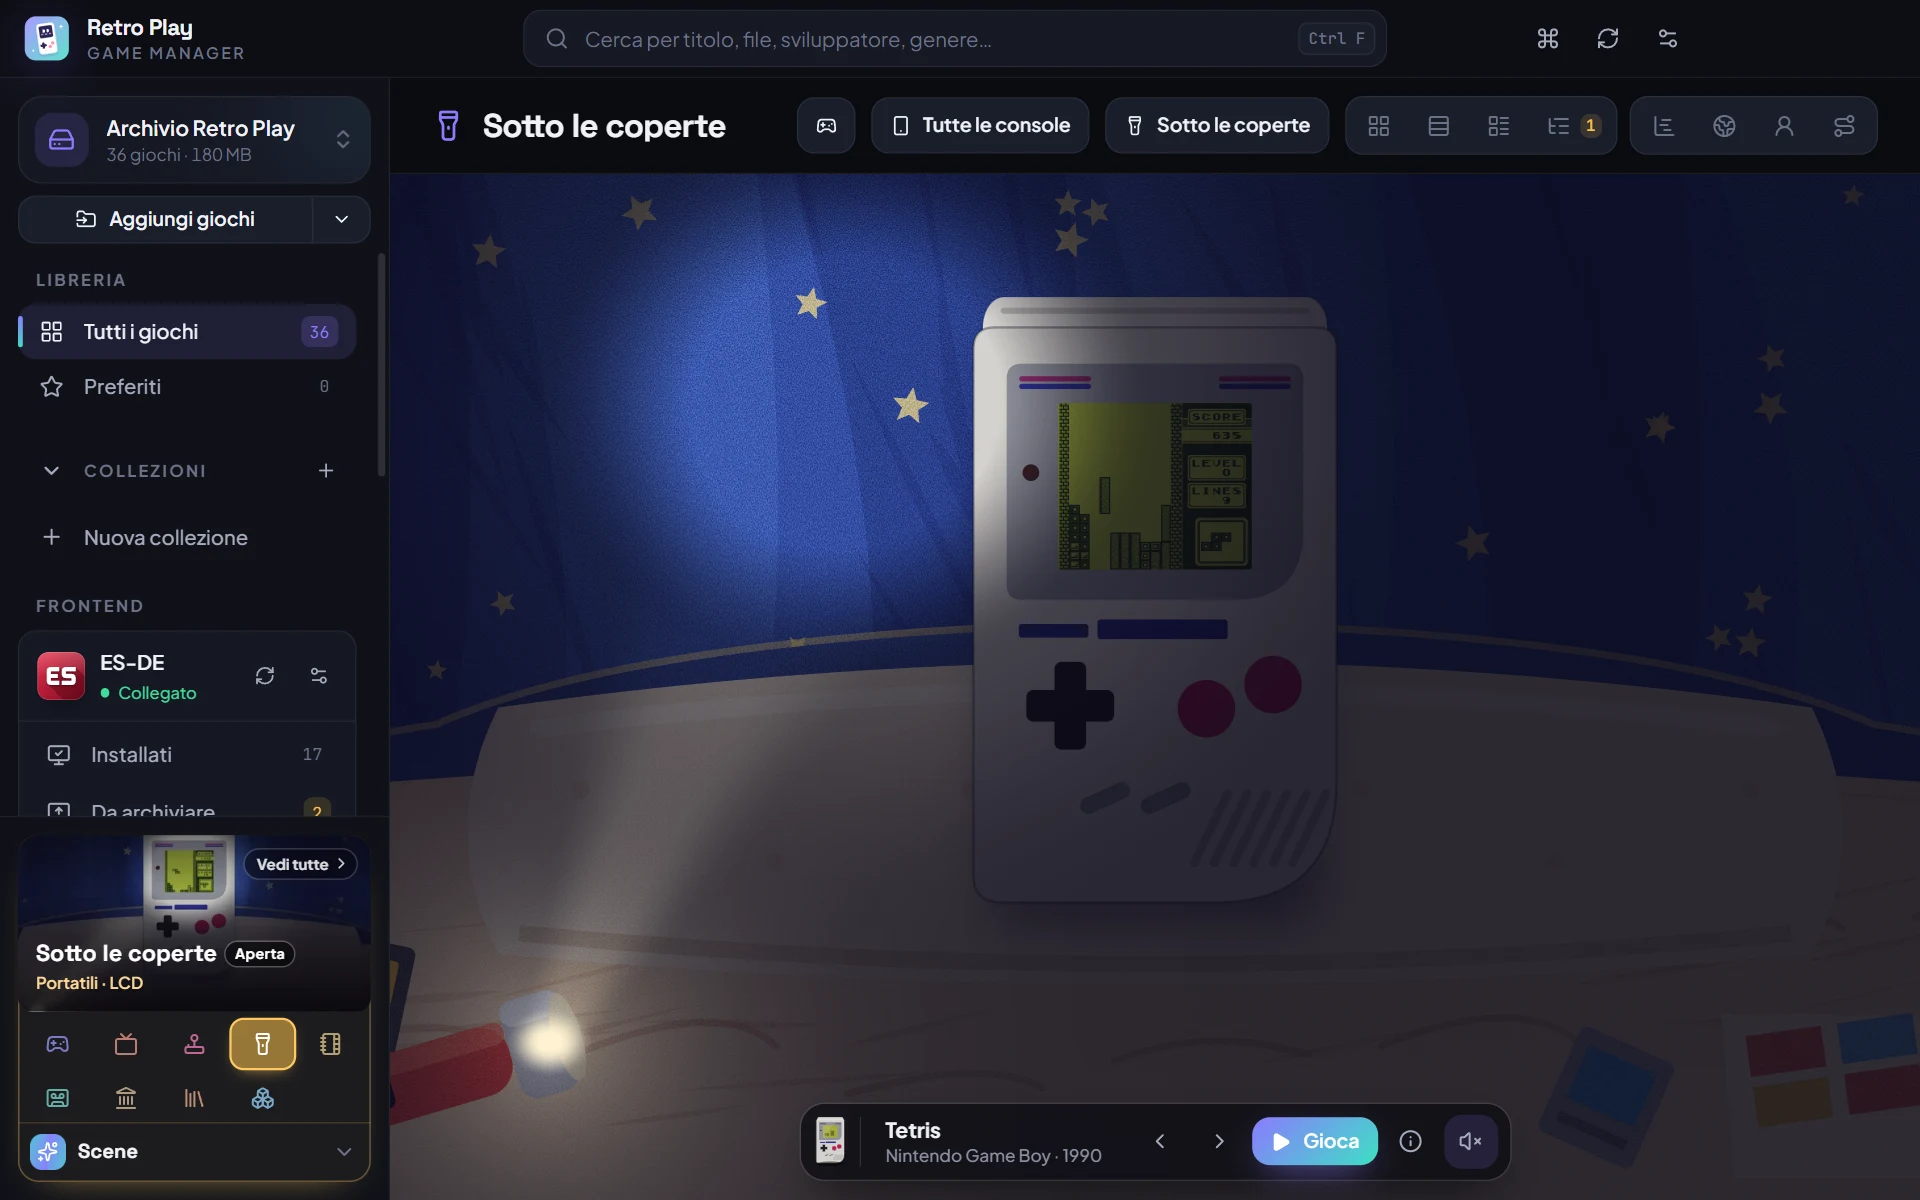 Retro Play
GAME MANAGER
Cerca per titolo, file, sviluppatore, genere...
Ctrl F
Archivio Retro Play
36 giochi · 180 MB
Aggiungi giochi
LIBRERIA
Tutti i giochi
36
Preferiti
0
COLLEZIONI
Nuova collezione
FRONTEND
ES
ES-DE
Collegato
Installati
17
Da archiviare
2
Vedi tutte
Sotto le coperte
Aperta
Portatili · LCD
Scene
Sotto le coperte
Tutte le console
Sotto le coperte
1
SCORE
635
LEVEL
0
LINES
9
Tetris
Nintendo Game Boy · 1990
Gioca